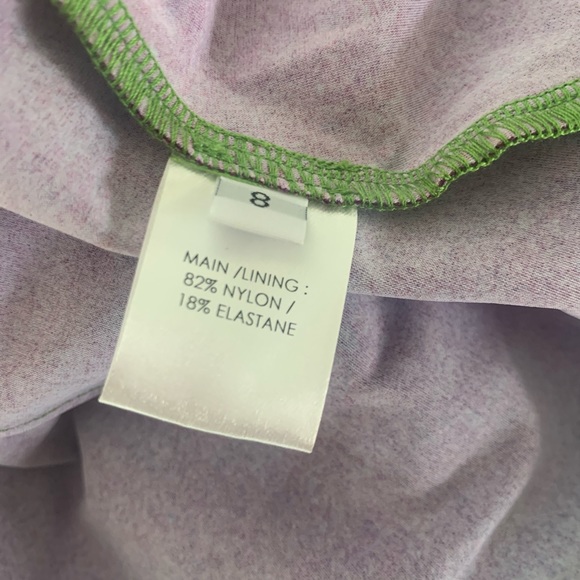 8
MAIN /LINING :
82% NYLON /
18% ELASTANE